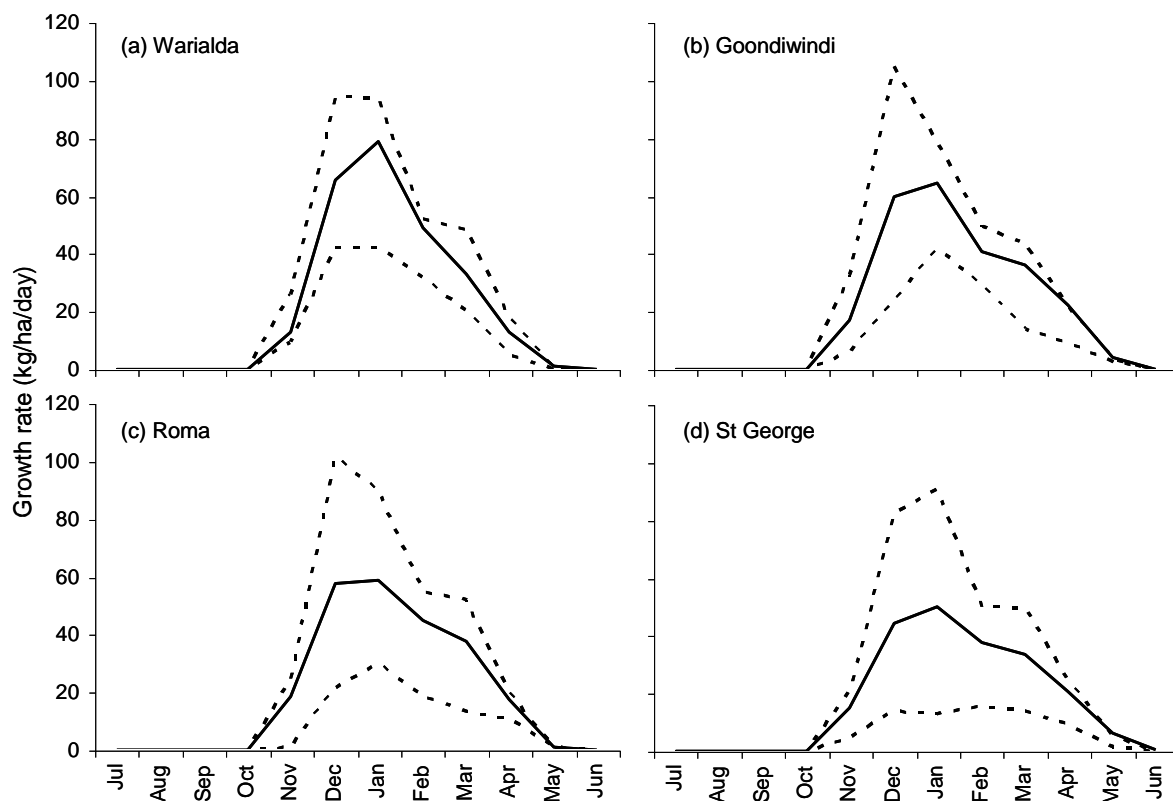 120
100
80
60
40
20
0
(a) Warialda
(b) Goondiwindi
Growth rate (kg/ha/day)
120
100
80
60
40
20
0
(c) Roma
(d) St George
Jul
Aug
Sep
Oct
Nov
Dec
Jan
Feb
Mar
Apr
May
Jun
Jul
Aug
Sep
Oct
Nov
Dec
Jan
Feb
Mar
Apr
May
Jun